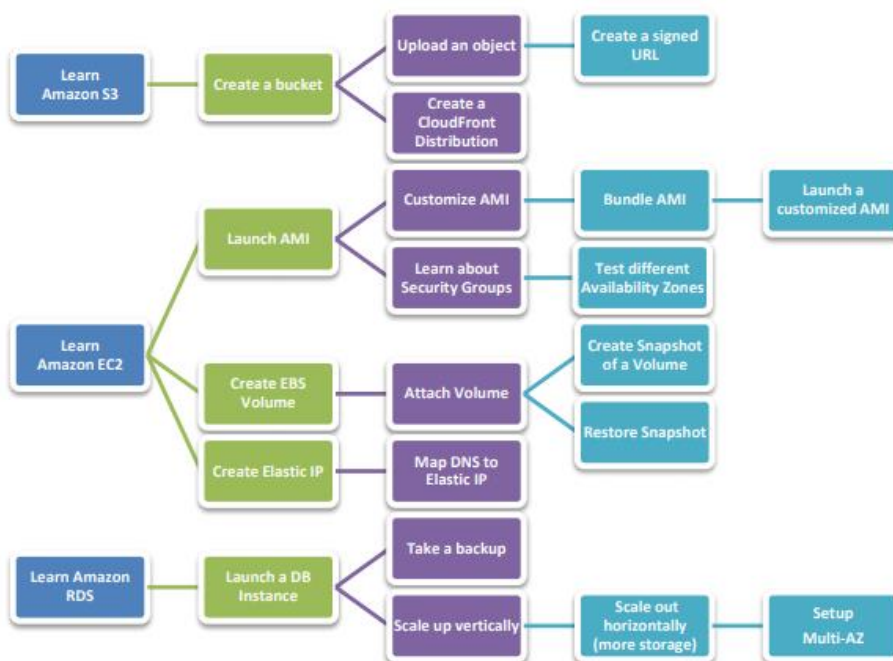 Learn
Amazon S3
Create a bucket
Upload an object
Create a signed
URL
Create a
CloudFront
Distribution
Learn
Amazon EC2
Launch AMI
Customize AMI
Bundle AMI
Launch a
customized AMI
Learn about
Security Groups
Test different
Availability Zones
Create EBS
Volume
Attach Volume
Create Snapshot
of a Volume
Restore Snapshot
Create Elastic IP
Map DNS to
Elastic IP
Learn Amazon
RDS
Launch a DB
Instance
Take a backup
Scale up vertically
Scale out
horizontally
(more storage)
Setup
Multi-AZ